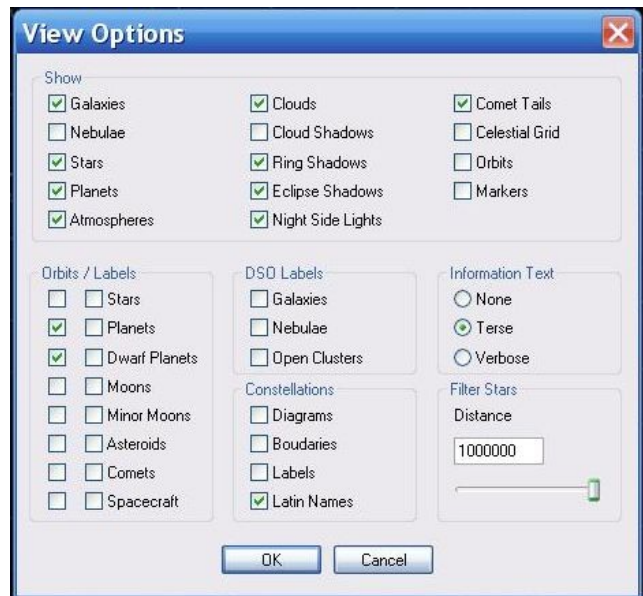 View Options
Show
Galaxies
Nebulae
Stars
Planets
Atmospheres
Clouds
Cloud Shadows
Ring Shadows
Eclipse Shadows
Night Side Lights
Comet Tails
Celestial Grid
Orbits
Markers
Orbits / Labels
Stars
Planets
Dwarf Planets
Moons
Minor Moons
Asteroids
Comets
Spacecraft
DSO Labels
Galaxies
Nebulae
Open Clusters
Constellations
Diagrams
Boudaries
Labels
Latin Names
Information Text
None
Terse
Verbose
Filter Stars
Distance
1000000
OK
Cancel